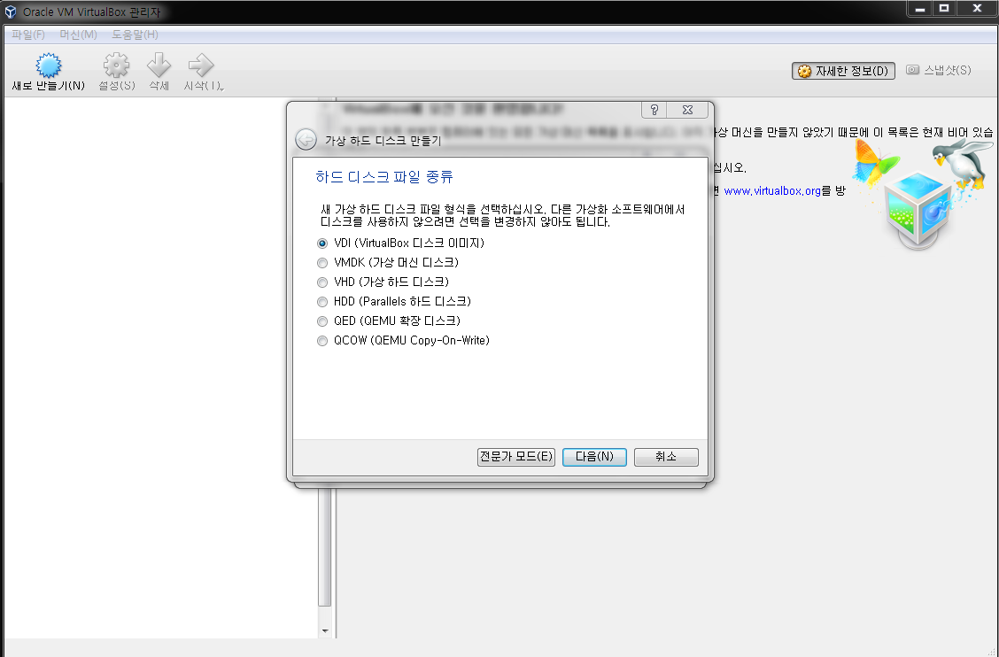 Oracle VM VirtualBox 관리자
파일(F) 머신(M) 도움말(H)
새로 만들기(N) 설정(S) 삭제 시작(T)
자세한 정보(D) 스냅샷(S)
가상 머신을 만들지 않았기 때문에 이 목록은 현재 비어 있습
십시오.
면 www.virtualbox.org를 방
가상 하드 디스크 만들기
하드 디스크 파일 종류
새 가상 하드 디스크 파일 형식을 선택하십시오. 다른 가상화 소프트웨어에서
디스크를 사용하지 않으려면 선택을 변경하지 않아도 됩니다.
VDI (VirtualBox 디스크 이미지)
VMDK (가상 머신 디스크)
VHD (가상 하드 디스크)
HDD (Parallels 하드 디스크)
QED (QEMU 확장 디스크)
QCOW (QEMU Copy-On-Write)
전문가 모드(E) 다음(N) 취소